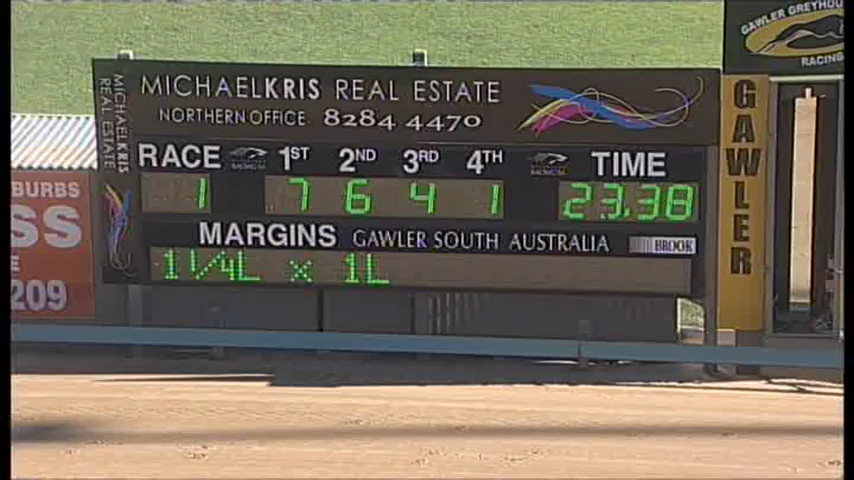 GAWLER GREYHOU
RACING
MICHAELKRIS REAL ESTATE
NORTHERN OFFICE 8284 4470
MICHAELKRIS
REAL ESTATE
RACE 1ST 2ND 3RD 4TH TIME
1 7 6 4 1 23.38
MARGINS GAWLER SOUTH AUSTRALIA BROOK
1 1/4L x 1L
GAWLER
BURBS
SS
E
209